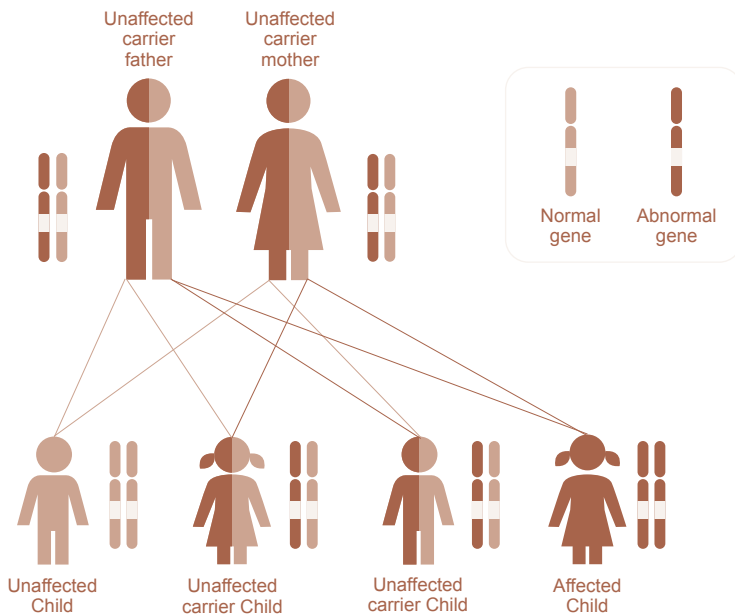 Unaffected
carrier
father
Unaffected
carrier
mother
Normal
gene
Abnormal
gene
Unaffected
Child
Unaffected
carrier Child
Unaffected
carrier Child
Affected
Child